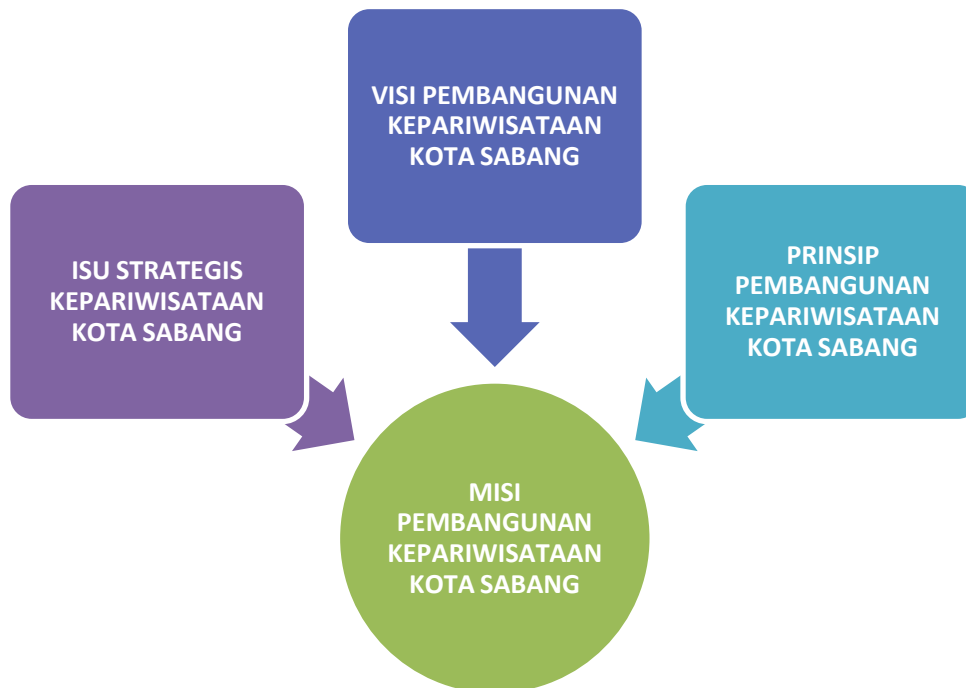 VISI PEMBANGUNAN
KEPARIWISATAAN
KOTA SABANG
ISU STRATEGIS
KEPARIWISATAAN
KOTA SABANG
PRINSIP
PEMBANGUNAN
KEPARIWISATAAN
KOTA SABANG
MISI
PEMBANGUNAN
KEPARIWISATAAN
KOTA SABANG